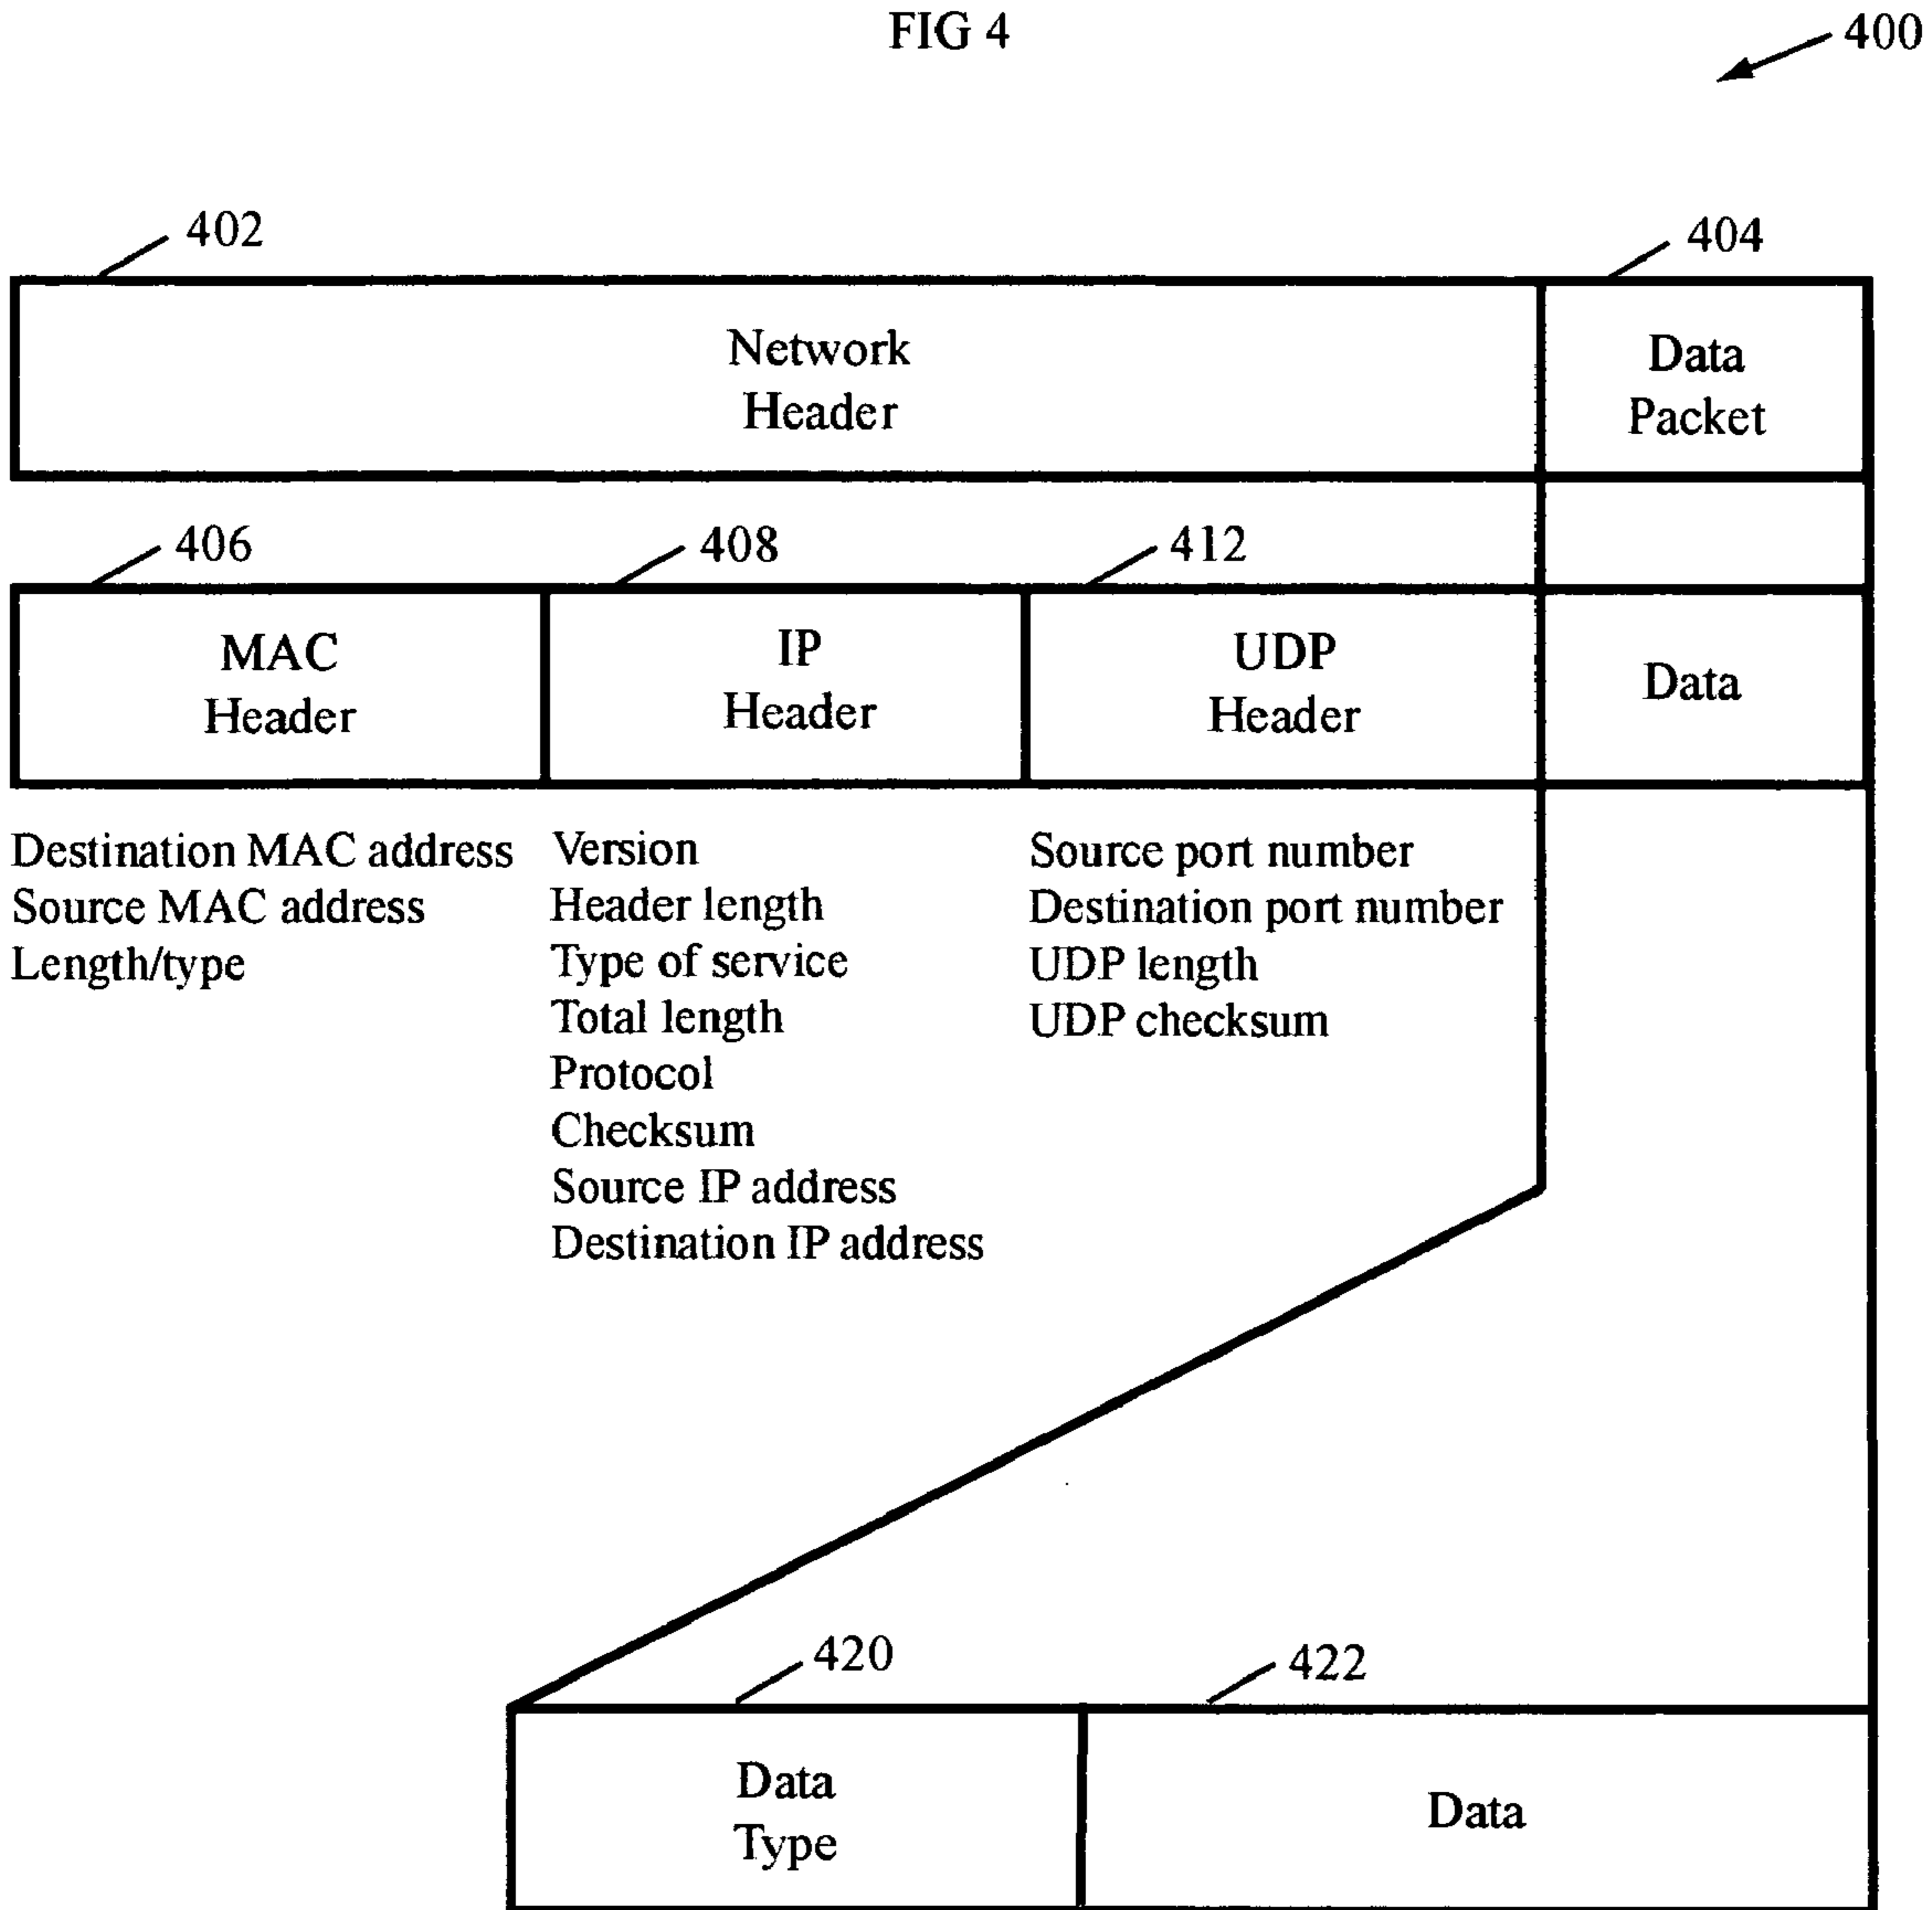 FIG 4
400
402
404
Network
Header
Data
Packet
406
408
412
MAC
Header
IP
Header
UDP
Header
Data
Destination MAC address
Source MAC address
Length/type
Version
Header length
Type of service
Total length
Protocol
Checksum
Source IP address
Destination IP address
Source port number
Destination port number
UDP length
UDP checksum
420
422
Data
Type
Data